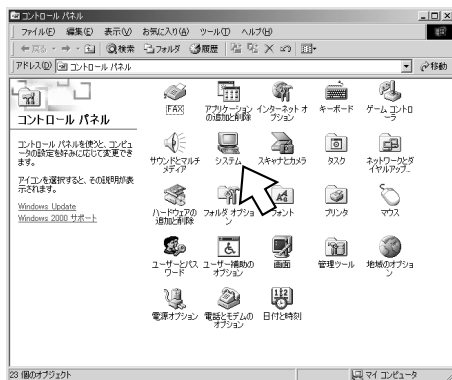 コントロール パネル
ファイル(F) 編集(E) 表示(V) お気に入り(A) ツール(T) ヘルプ(H)
戻る 検索 フォルダ 履歴
アドレス(D) コントロール パネル 移動
コントロール パネル
コントロール パネルを使うと、コンピュ
ータの設定を好みに応じて変更でき
ます。
アイコンを選択すると、その説明が表
示されます。
Windows Update
Windows 2000 サポート
FAX
アプリケーション
の追加と削除
インターネット オ
プション
キーボード
ゲーム コントロ
ーラ
サウンドとマルチ
メディア
システム
スキャナとカメラ
タスク
ネットワークとダ
イヤルアップ...
ハードウェアの
追加と削除
フォルダ オプショ
ン
フォント
プリンタ
マウス
ユーザーとパス
ワード
ユーザー補助の
オプション
画面
管理ツール
地域のオプショ
ン
電源オプション
電話とモデムの
オプション
日付と時刻
23 個のオブジェクト
マイ コンピュータ